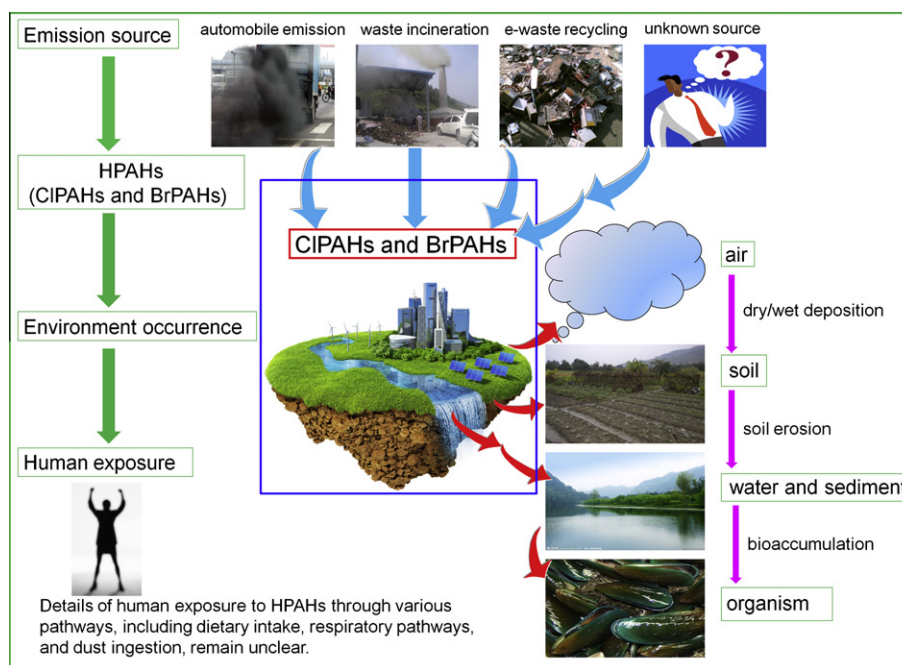 Emission source
automobile emission
waste incineration
e-waste recycling
unknown source
?
HPAHs
(ClPAHs and BrPAHs)
ClPAHs and BrPAHs
air
dry/wet deposition
Environment occurrence
soil
soil erosion
Human exposure
water and sediment
bioaccumulation
organism
Details of human exposure to HPAHs through various
pathways, including dietary intake, respiratory pathways,
and dust ingestion, remain unclear.